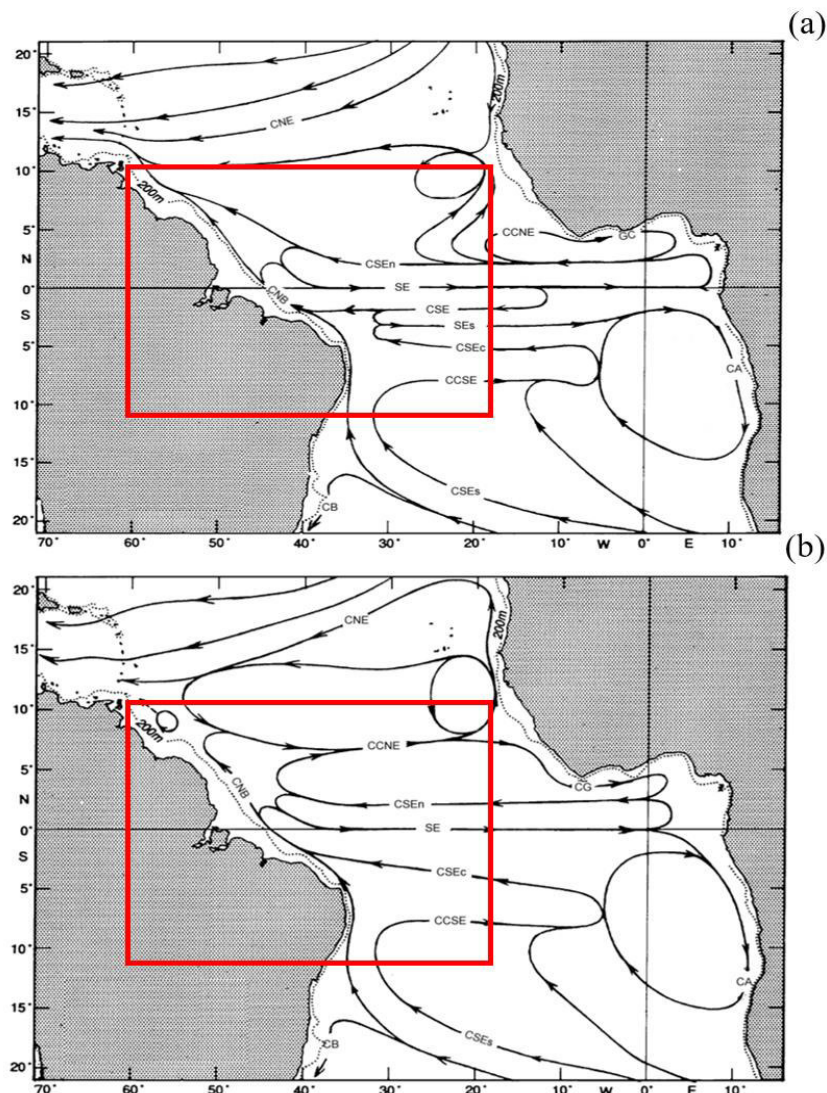 (a)
20°
15°
10°
5°
N
0°
S
5°
10°
15°
20°
200m
CNE
200m
CCNE
GC
CSEn
SE
CNB
CSE
SEs
CSEc
CCSE
CA
CSEs
CB
70° 60° 50° 40° 30° 20° 10° W 0° E 10°
(b)
20°
15°
10°
5°
N
0°
S
5°
10°
15°
20°
CNE
200m
200m
CCNE
CNB
CG
CSEn
SE
CSEc
CCSE
CA
CSEs
CB
70° 60° 50° 40° 30° 20° 10° W 0° E 10°